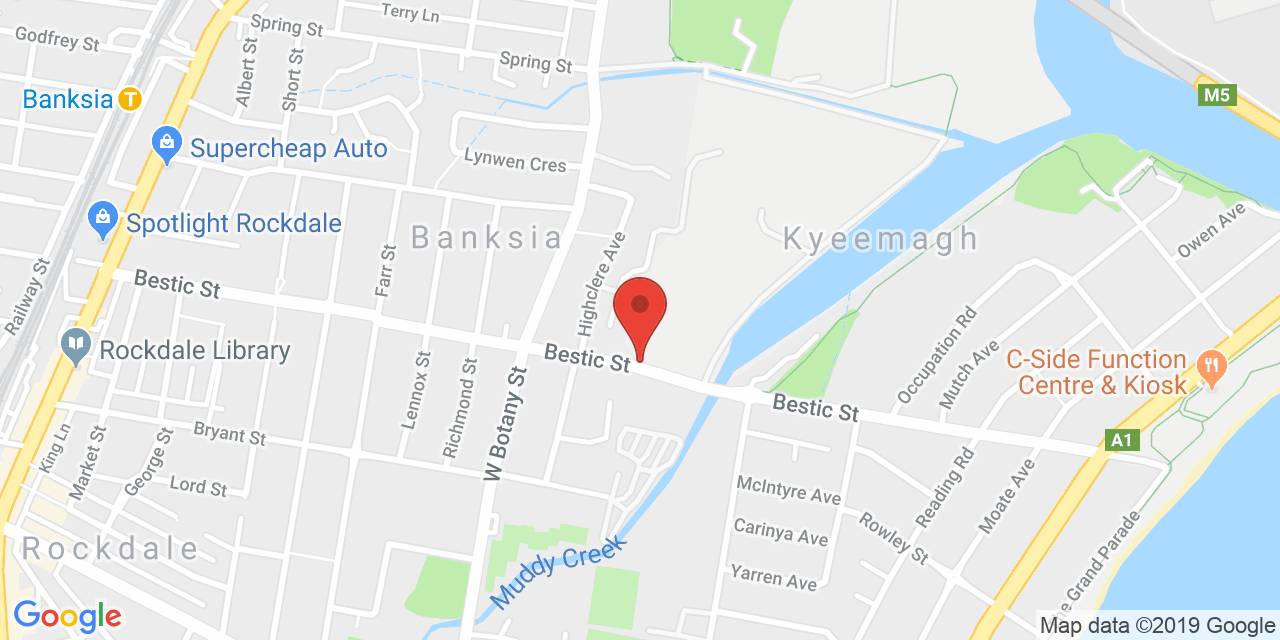 Terry Ln
Spring St
Godfrey St
Albert St
Short St
Spring St
Banksia T
M5
Supercheap Auto
Lynwen Cres
Spotlight Rockdale
Banksia
Kyeemagh
Owen Ave
Farr St
Highclere Ave
Railway St
Bestic St
Rockdale Library
Bestic St
Occupation Rd
Mutch Ave
C-Side Function
Centre & Kiosk
Lennox St
Richmond St
W Botany St
Bestic St
A1
King Ln
Market St
George St
Bryant St
Lord St
McIntyre Ave
Reading Rd
Moate Ave
Carinya Ave
Rowley St
Rockdale
Muddy Creek
Yarren Ave
The Grand Parade
Google
Map data ©2019 Google